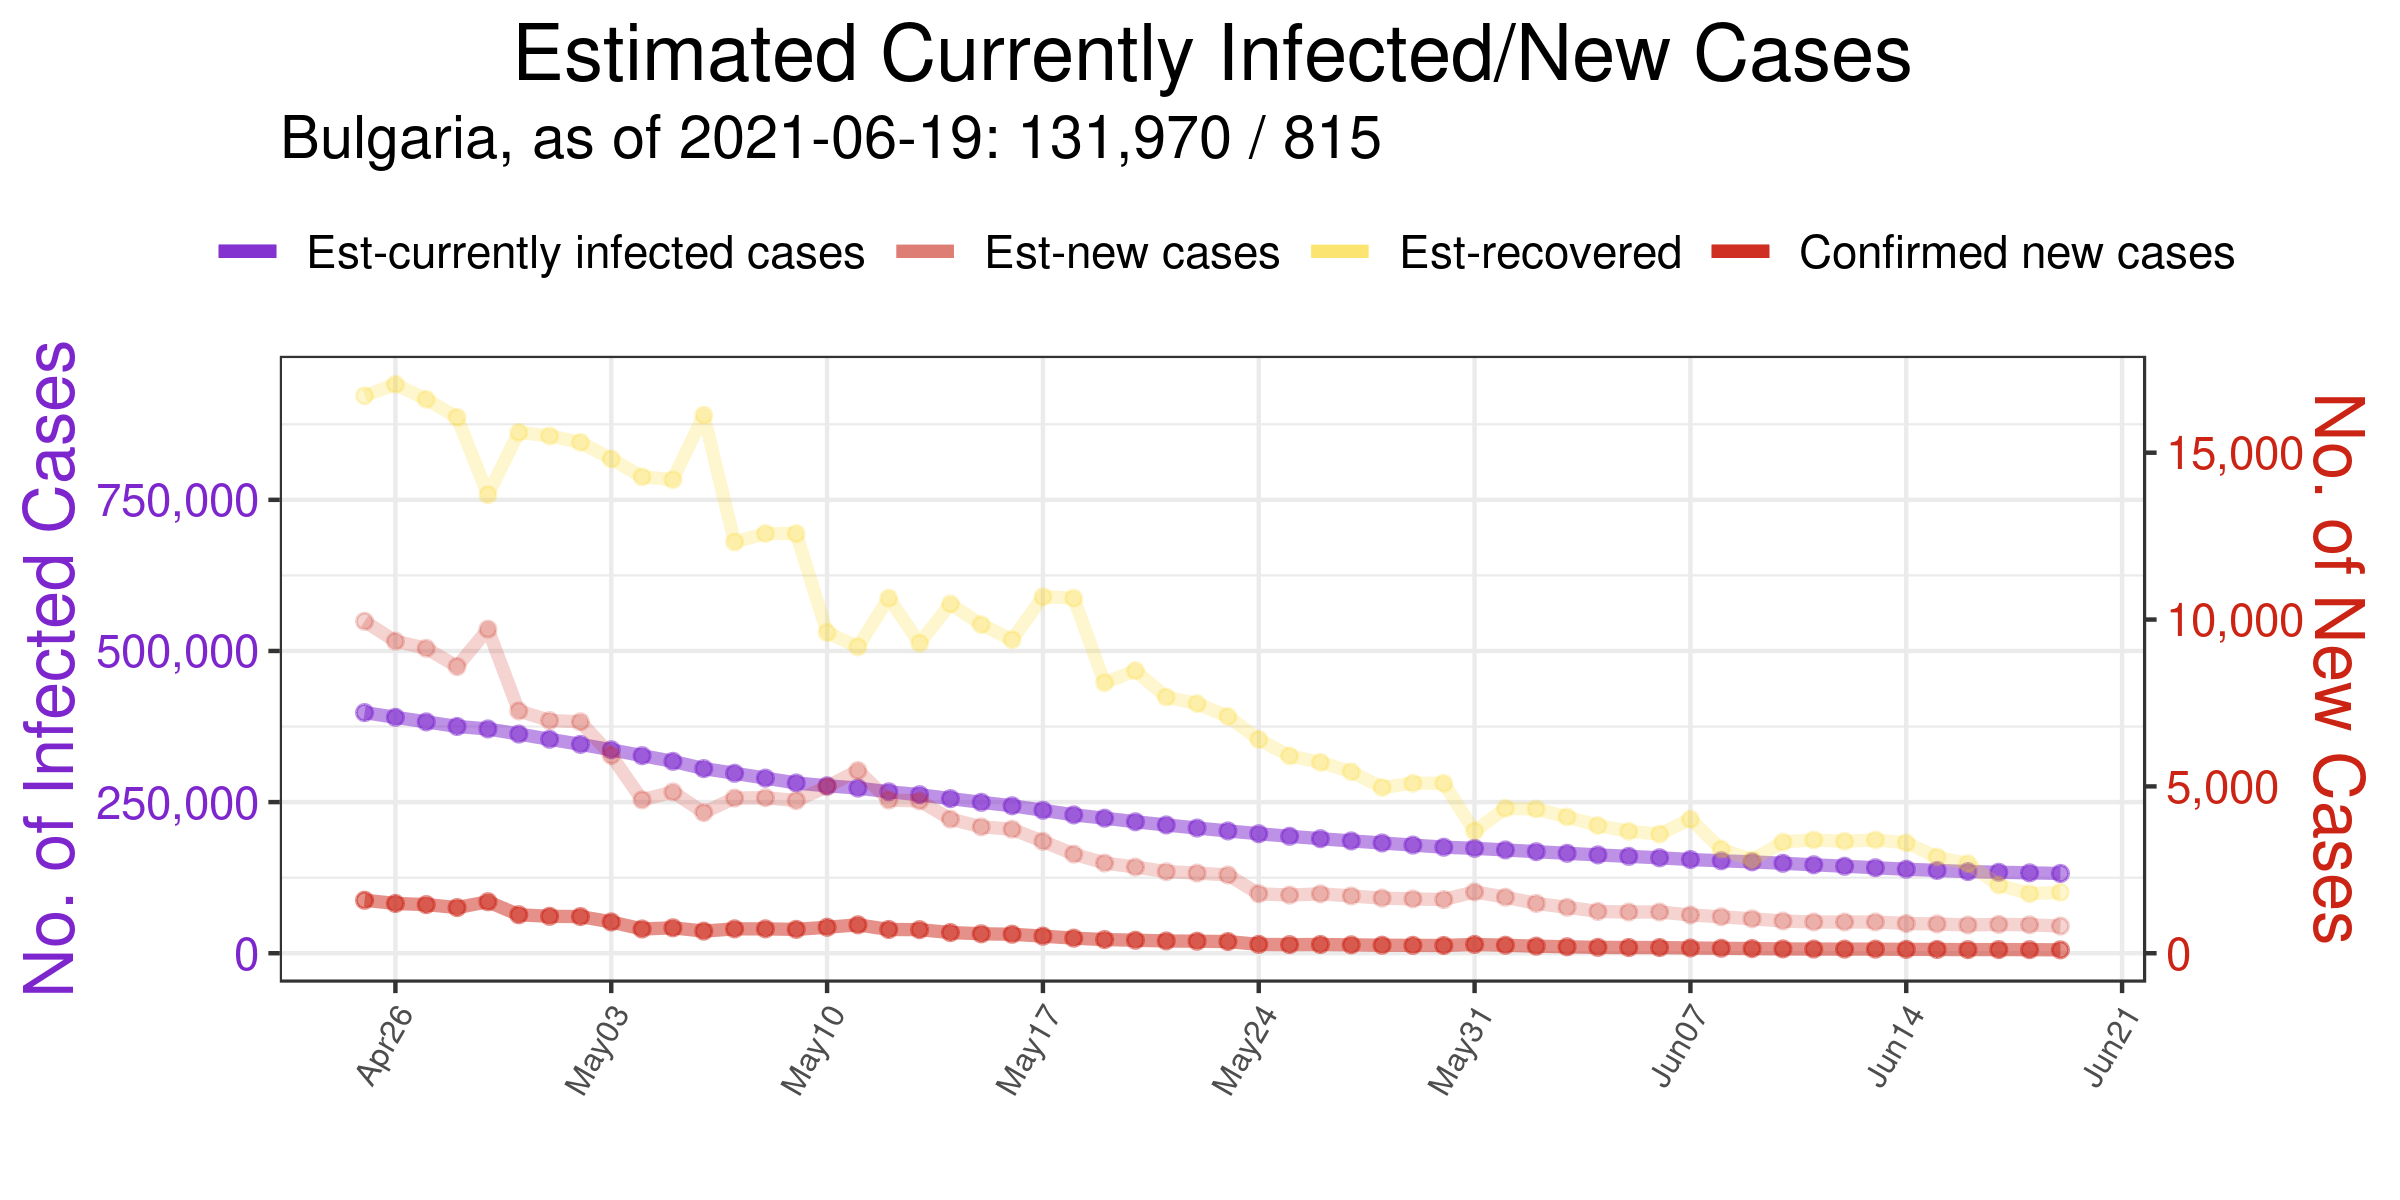 Estimated Currently Infected/New Cases
Bulgaria, as of 2021-06-19: 131,970 / 815
Est-currently infected cases Est-new cases Est-recovered Confirmed new cases
No. of Infected Cases
750,000
500,000
250,000
0
15,000
10,000
5,000
0
No. of New Cases
Apr26 May03 May10 May17 May24 May31 Jun07 Jun14 Jun21